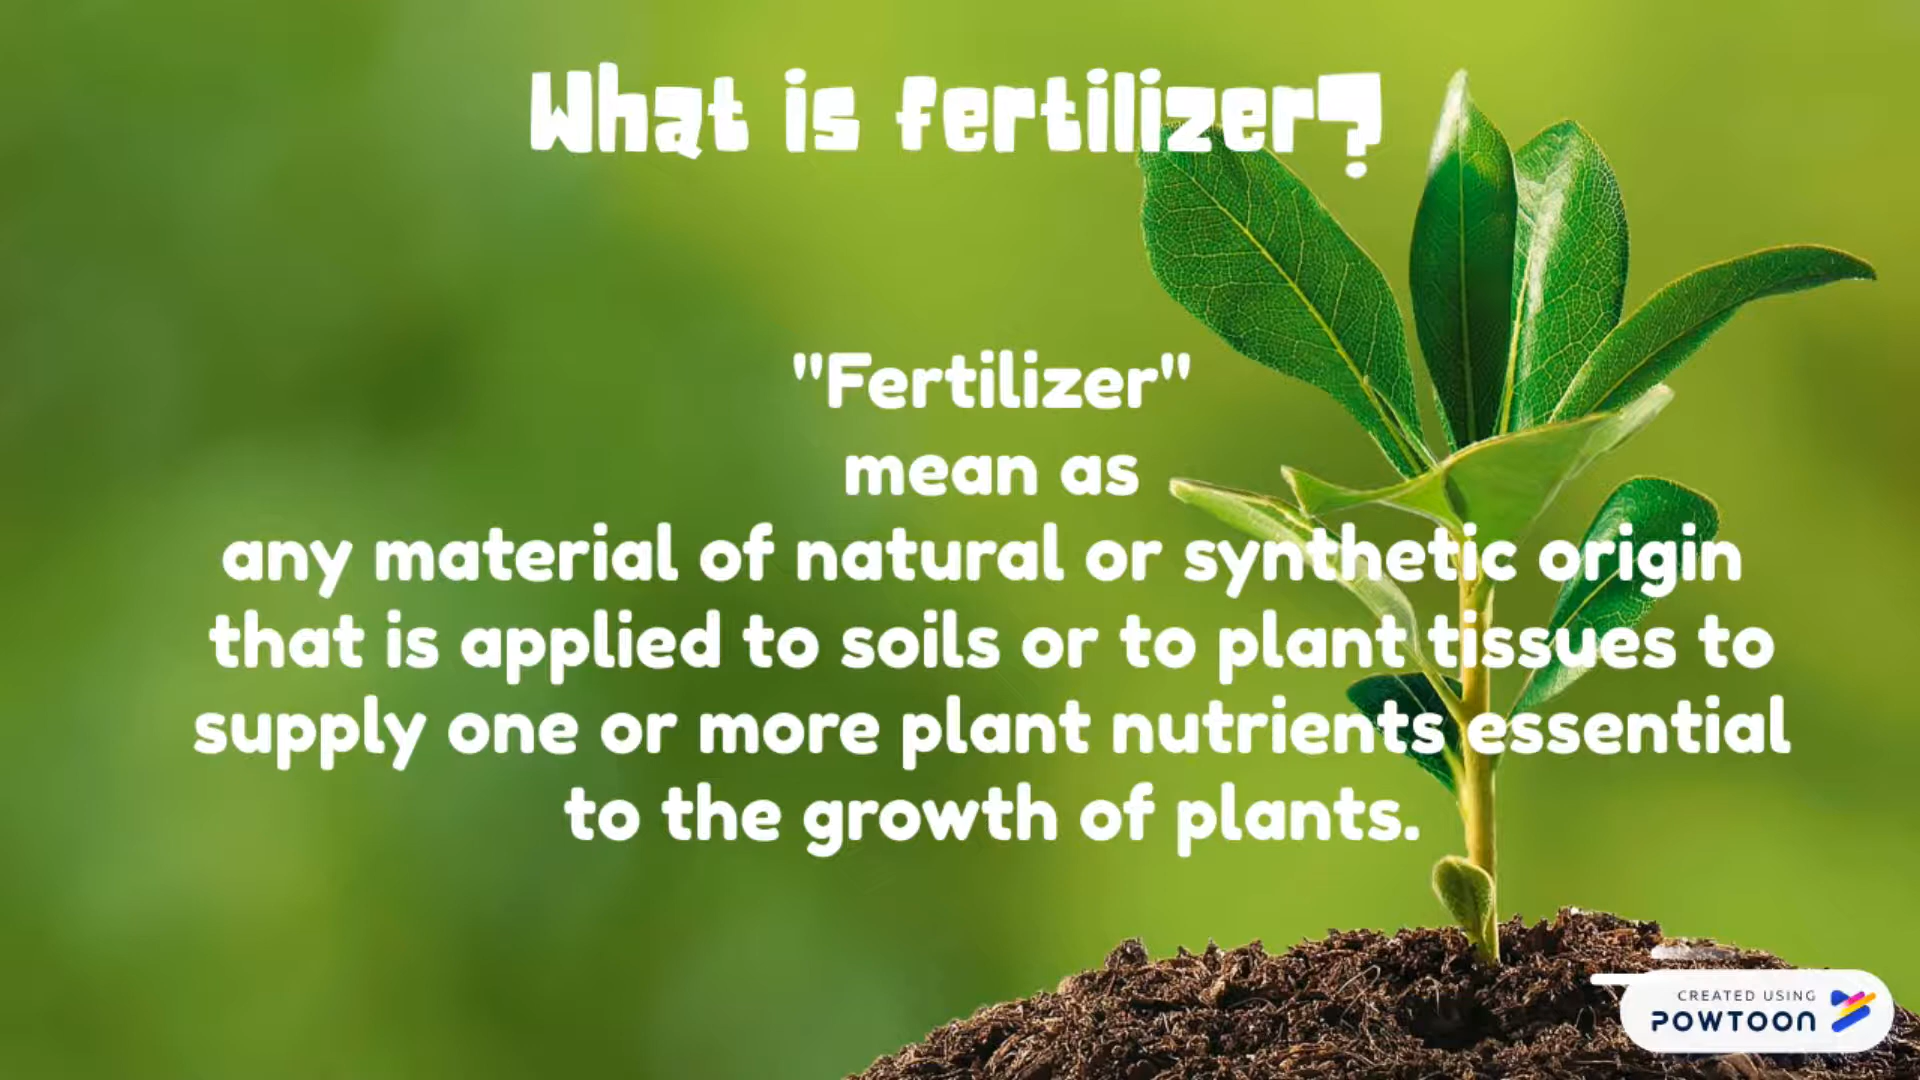 What is fertilizer?
"Fertilizer"
mean as
any material of natural or synthetic origin
that is applied to soils or to plant tissues to
supply one or more plant nutrients essential
to the growth of plants.
CREATED USING
POWTOON